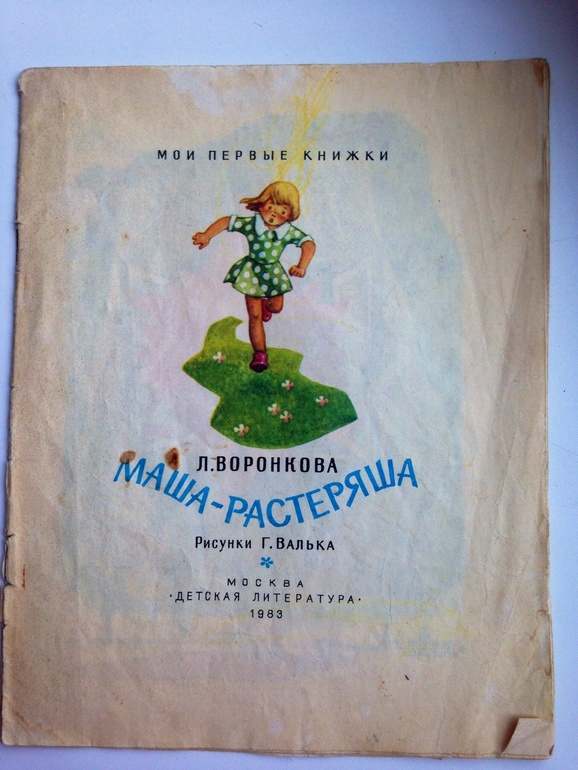 МОИ ПЕРВЫЕ КНИЖКИ
Л. ВОРОНКОВА
МАША-РАСТЕРЯША
Рисунки Г. ВАЛЬКА
*
МОСКВА
·ДЕТСКАЯ ЛИТЕРАТУРА·
1983